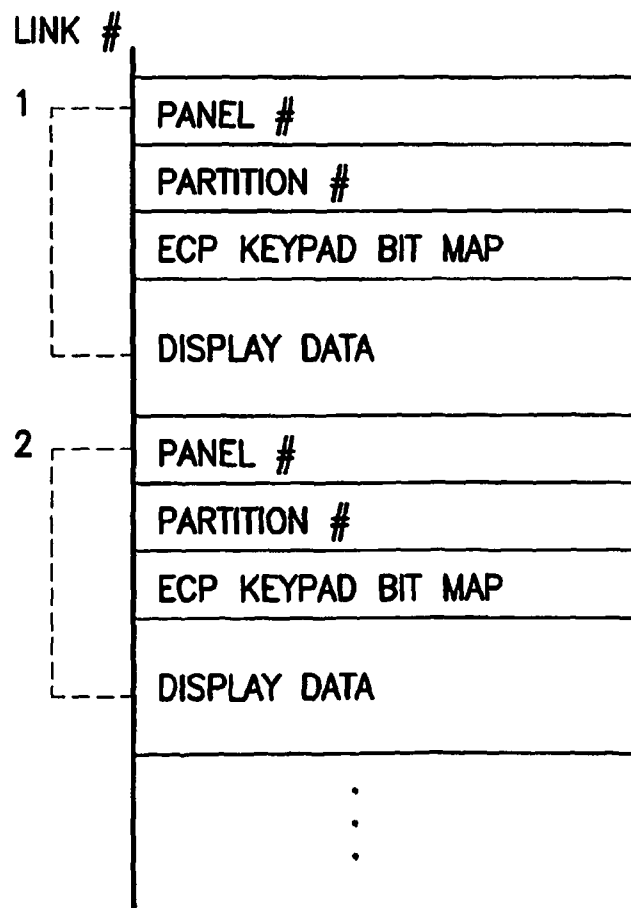 LINK #
1
PANEL #
PARTITION #
ECP KEYPAD BIT MAP
DISPLAY DATA
2
PANEL #
PARTITION #
ECP KEYPAD BIT MAP
DISPLAY DATA